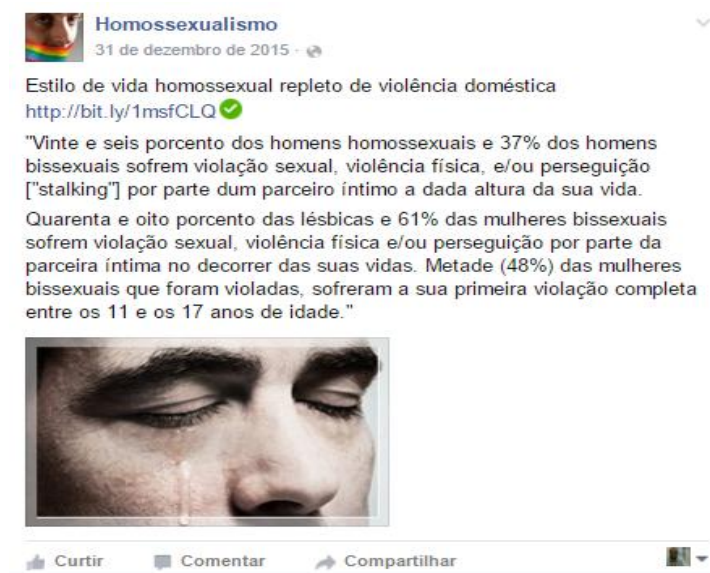 Homossexualismo
31 de dezembro de 2015 ·
Estilo de vida homossexual repleto de violência doméstica
http://bit.ly/1msfCLQ
"Vinte e seis porcento dos homens homossexuais e 37% dos homens
bissexuais sofrem violação sexual, violência física, e/ou perseguição
["stalking"] por parte dum parceiro íntimo a dada altura da sua vida.
Quarenta e oito porcento das lésbicas e 61% das mulheres bissexuais
sofrem violação sexual, violência física e/ou perseguição por parte da
parceira íntima no decorrer das suas vidas. Metade (48%) das mulheres
bissexuais que foram violadas, sofreram a sua primeira violação completa
entre os 11 e os 17 anos de idade."
Curtir Comentar Compartilhar